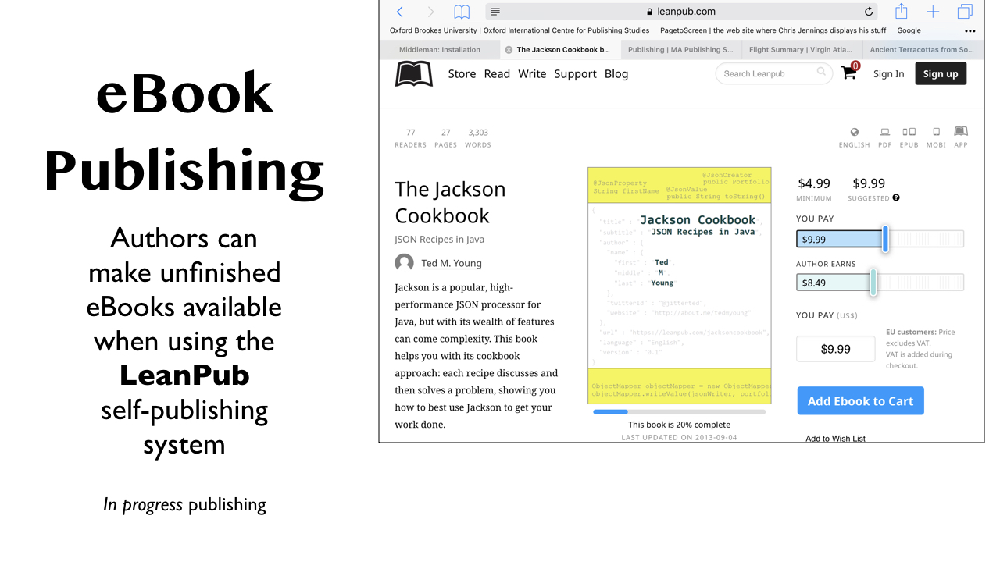 eBook
Publishing
Authors can
make unfinished
eBooks available
when using the
LeanPub
self-publishing
system
In progress publishing
leanpub.com
Oxford Brookes University | Oxford International Centre for Publishing Studies PagetoScreen | the web site where Chris Jennings displays his stuff Google
Middleman: Installation The Jackson Cookbook b... Publishing | MA Publishing S... Flight Summary | Virgin Atla... Ancient Terracottas from So...
Store Read Write Support Blog Search Leanpub 0 Sign In Sign up
77 27 3,303
READERS PAGES WORDS ENGLISH PDF EPUB MOBI APP
The Jackson
Cookbook
JSON Recipes in Java
Ted M. Young
Jackson is a popular, high-
performance JSON processor for
Java, but with its wealth of features
can come complexity. This book
helps you with its cookbook
approach: each recipe discusses and
then solves a problem, showing you
how to best use Jackson to get your
work done.
@JsonCreator
@JsonProperty public Portfolio
String firstName @JsonValue
public String toString()
{
"title" : "Jackson Cookbook",
"subtitle" : "JSON Recipes in Java",
"author" : {
"name" : {
"first" : "Ted"
"middle" : "M",
"last" : "Young"
},
"twitterId" : "@jitterted",
"website" : "http://about.me/tedmyoung"
},
"url" : "https://leanpub.com/jacksoncookbook",
"language" : "English",
"version" : "0.1"
}
ObjectMapper objectMapper = new ObjectMapper
objectMapper.writeValue(jsonWriter, portfol
This book is 20% complete
LAST UPDATED ON 2013-09-04
$4.99 $9.99
MINIMUM SUGGESTED ?
YOU PAY
$9.99
AUTHOR EARNS
$8.49
YOU PAY (US$)
$9.99
EU customers: Price
excludes VAT.
VAT is added during
checkout.
Add Ebook to Cart
Add to Wish List